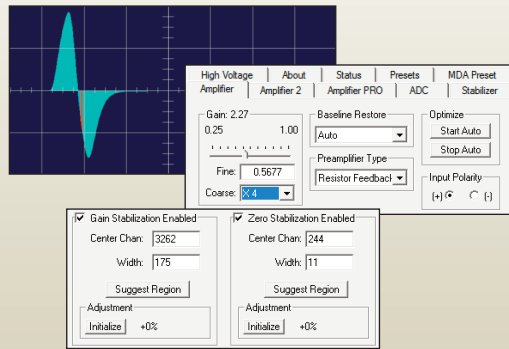 High Voltage About Status Presets MDA Preset
Amplifier Amplifier 2 Amplifier PRO ADC Stabilizer
Gain: 2.27
0.25 1.00
Fine: 0.5677
Coarse: X 4
Baseline Restore
Auto
Preamplifier Type
Resistor Feedback
Optimize
Start Auto
Stop Auto
Input Polarity
(+) (-)
Gain Stabilization Enabled
Center Chan: 3262
Width: 175
Suggest Region
Adjustment
Initialize +0%
Zero Stabilization Enabled
Center Chan: 244
Width: 11
Suggest Region
Adjustment
Initialize +0%